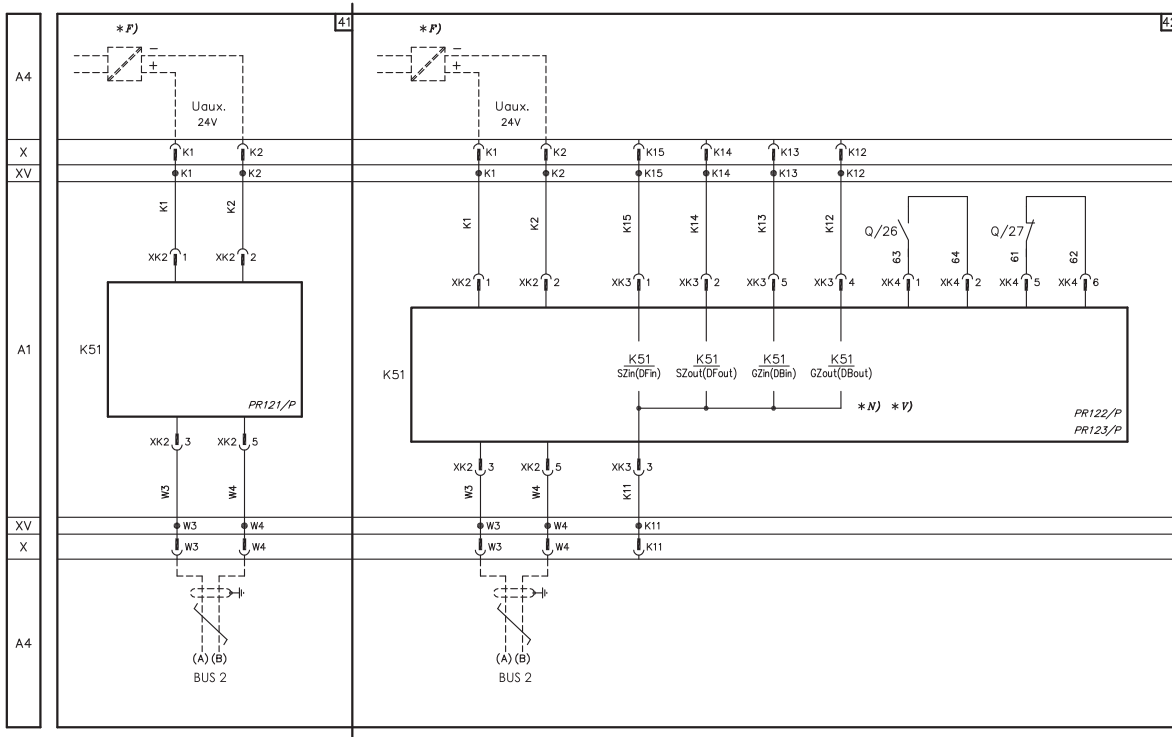 *F) 41 *F) 42
A4
− −
+ +
Uaux. Uaux.
24V 24V
X K1 K2 K1 K2 K15 K14 K13 K12
XV K1 K2 K1 K2 K15 K14 K13 K12
K1 K2 K1 K2 K15 K14 K13 K12 Q/26 63 64 Q/27 61 62
XK2 1 XK2 2
XK2 1 XK2 2 XK3 1 XK3 2 XK3 5 XK3 4 XK4 1 XK4 2 XK4 5 XK4 6
A1 K51 K51
K51 K51 K51 K51
SZin(DFin) SZout(DFout) GZin(DBin) GZout(DBout)
PR121/P
*N) *V)
PR122/P
PR123/P
XK2 3 XK2 5
XK2 3 XK2 5 XK3 3
W3 W4 W3 W4 K11
XV W3 W4 W3 W4 K11
X W3 W4 W3 W4 K11
A4
(A) (B) (A) (B)
BUS 2 BUS 2